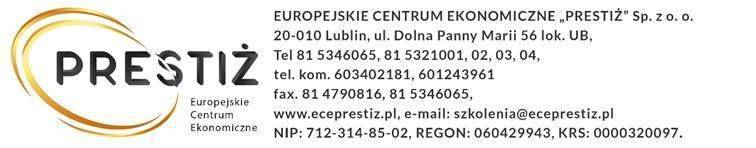 PRESTIŻ
Europejskie
Centrum
Ekonomiczne
EUROPEJSKIE CENTRUM EKONOMICZNE „PRESTIŻ” Sp. z o. o.
20-010 Lublin, ul. Dolna Panny Marii 56 lok. UB,
Tel 81 5346065, 81 5321001, 02, 03, 04,
tel. kom. 603402181, 601243961
fax. 81 4790816, 81 5346065,
www.eceprestiz.pl, e-mail: szkolenia@eceprestiz.pl
NIP: 712-314-85-02, REGON: 060429943, KRS: 0000320097.